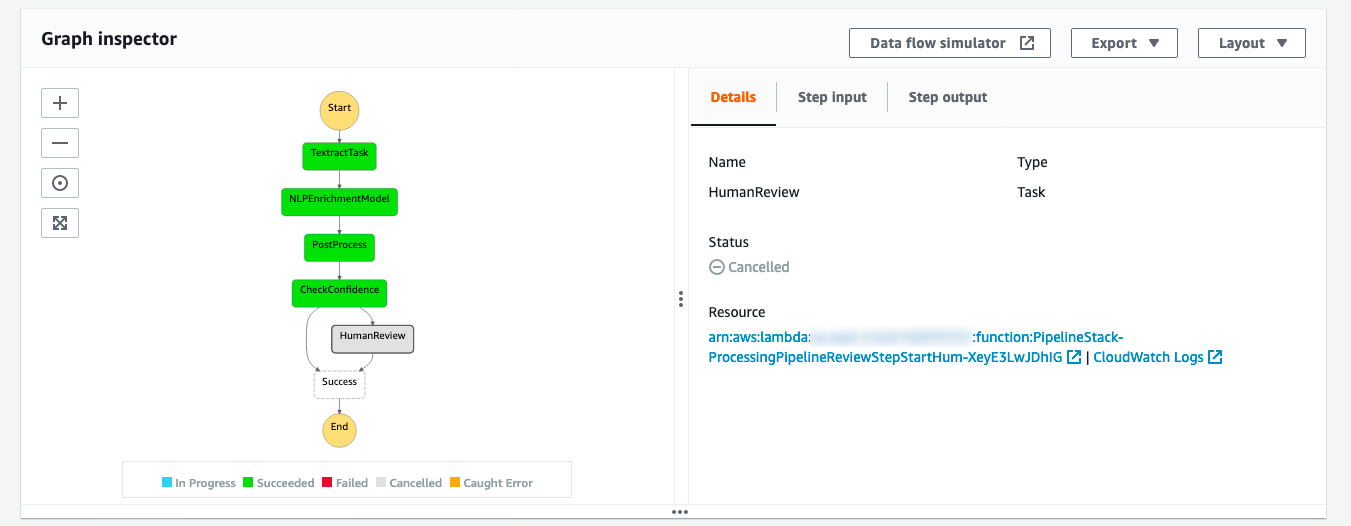 Graph inspector
Data flow simulator
Export
Layout
Start
TextractTask
NLPEnrichmentModel
PostProcess
CheckConfidence
HumanReview
Success
End
In Progress Succeeded Failed Cancelled Caught Error
Details Step input Step output
Name Type
HumanReview Task
Status
Cancelled
Resource
arn:aws:lambda: :function:PipelineStack-
ProcessingPipelineReviewStepStartHum-XeyE3LwJDhIG | CloudWatch Logs